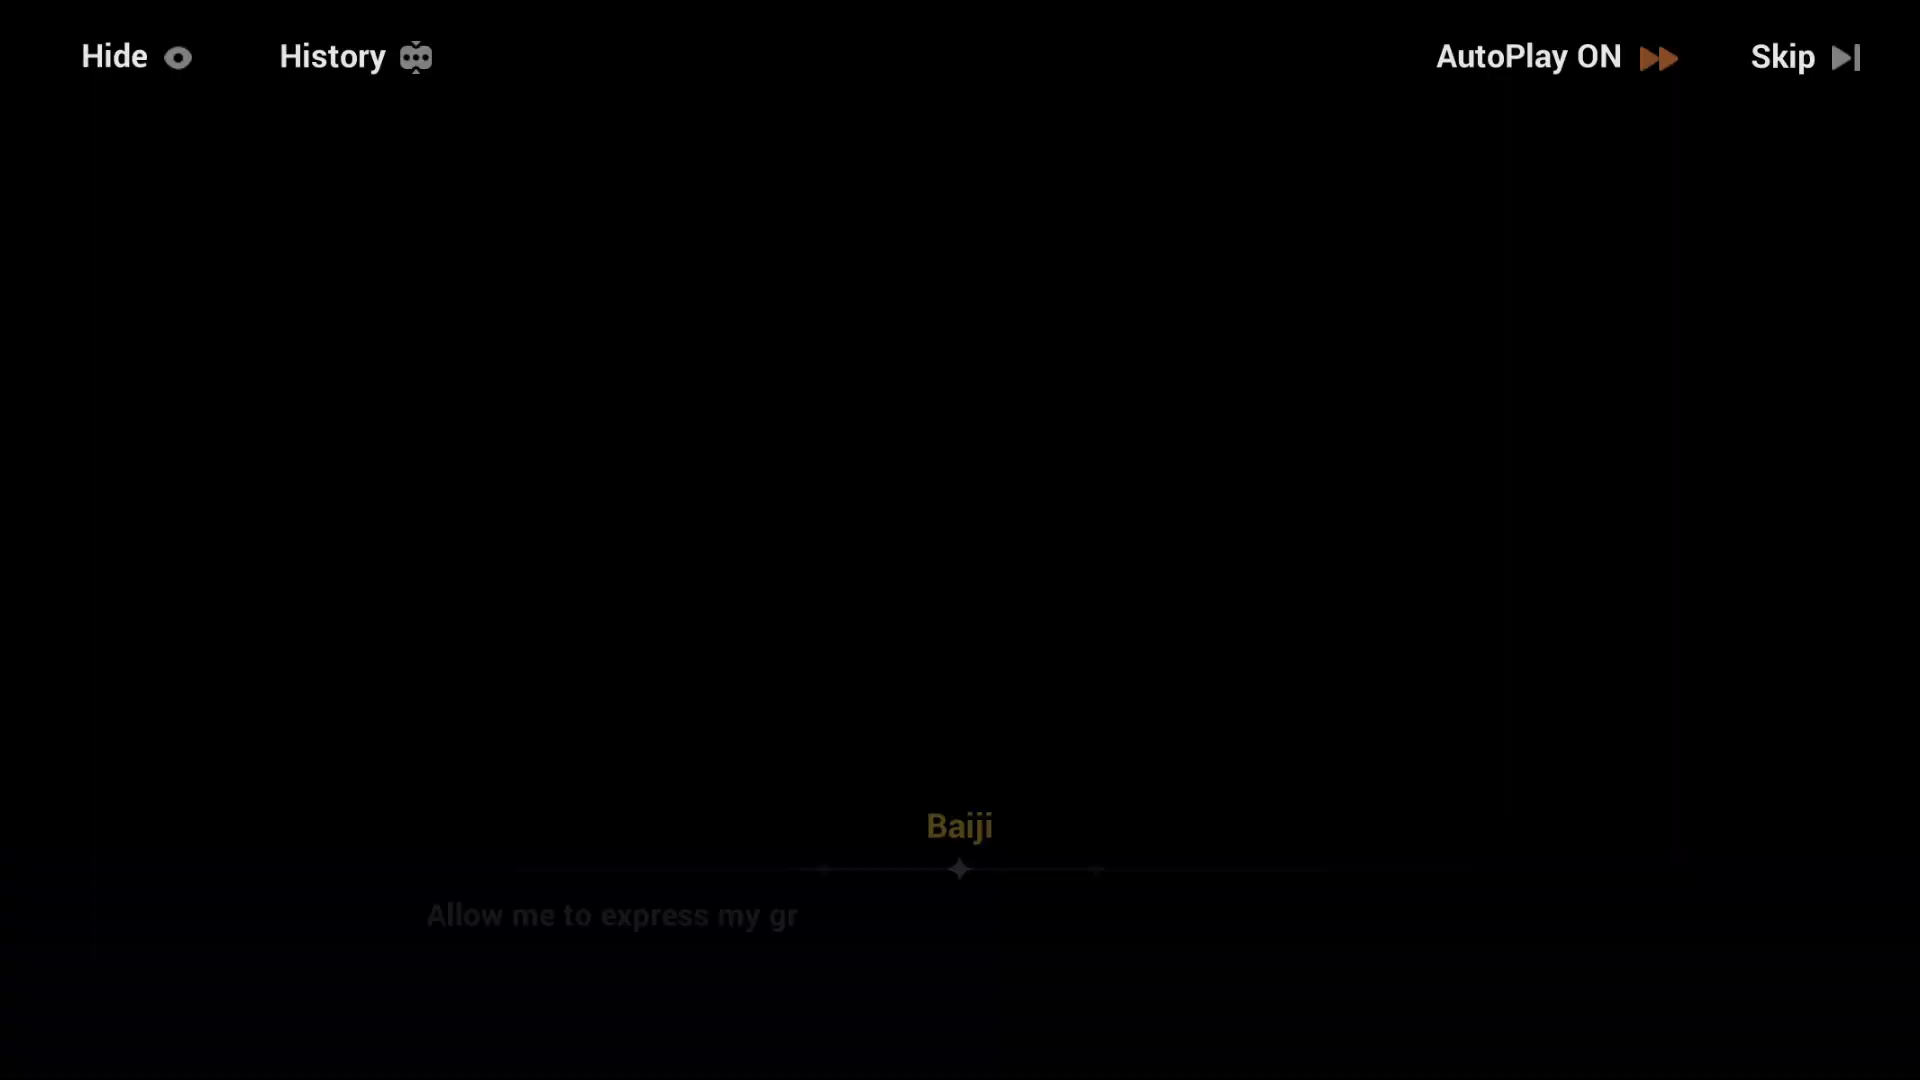 Hide
History
AutoPlay ON
Skip
Baiji
Allow me to express my gr